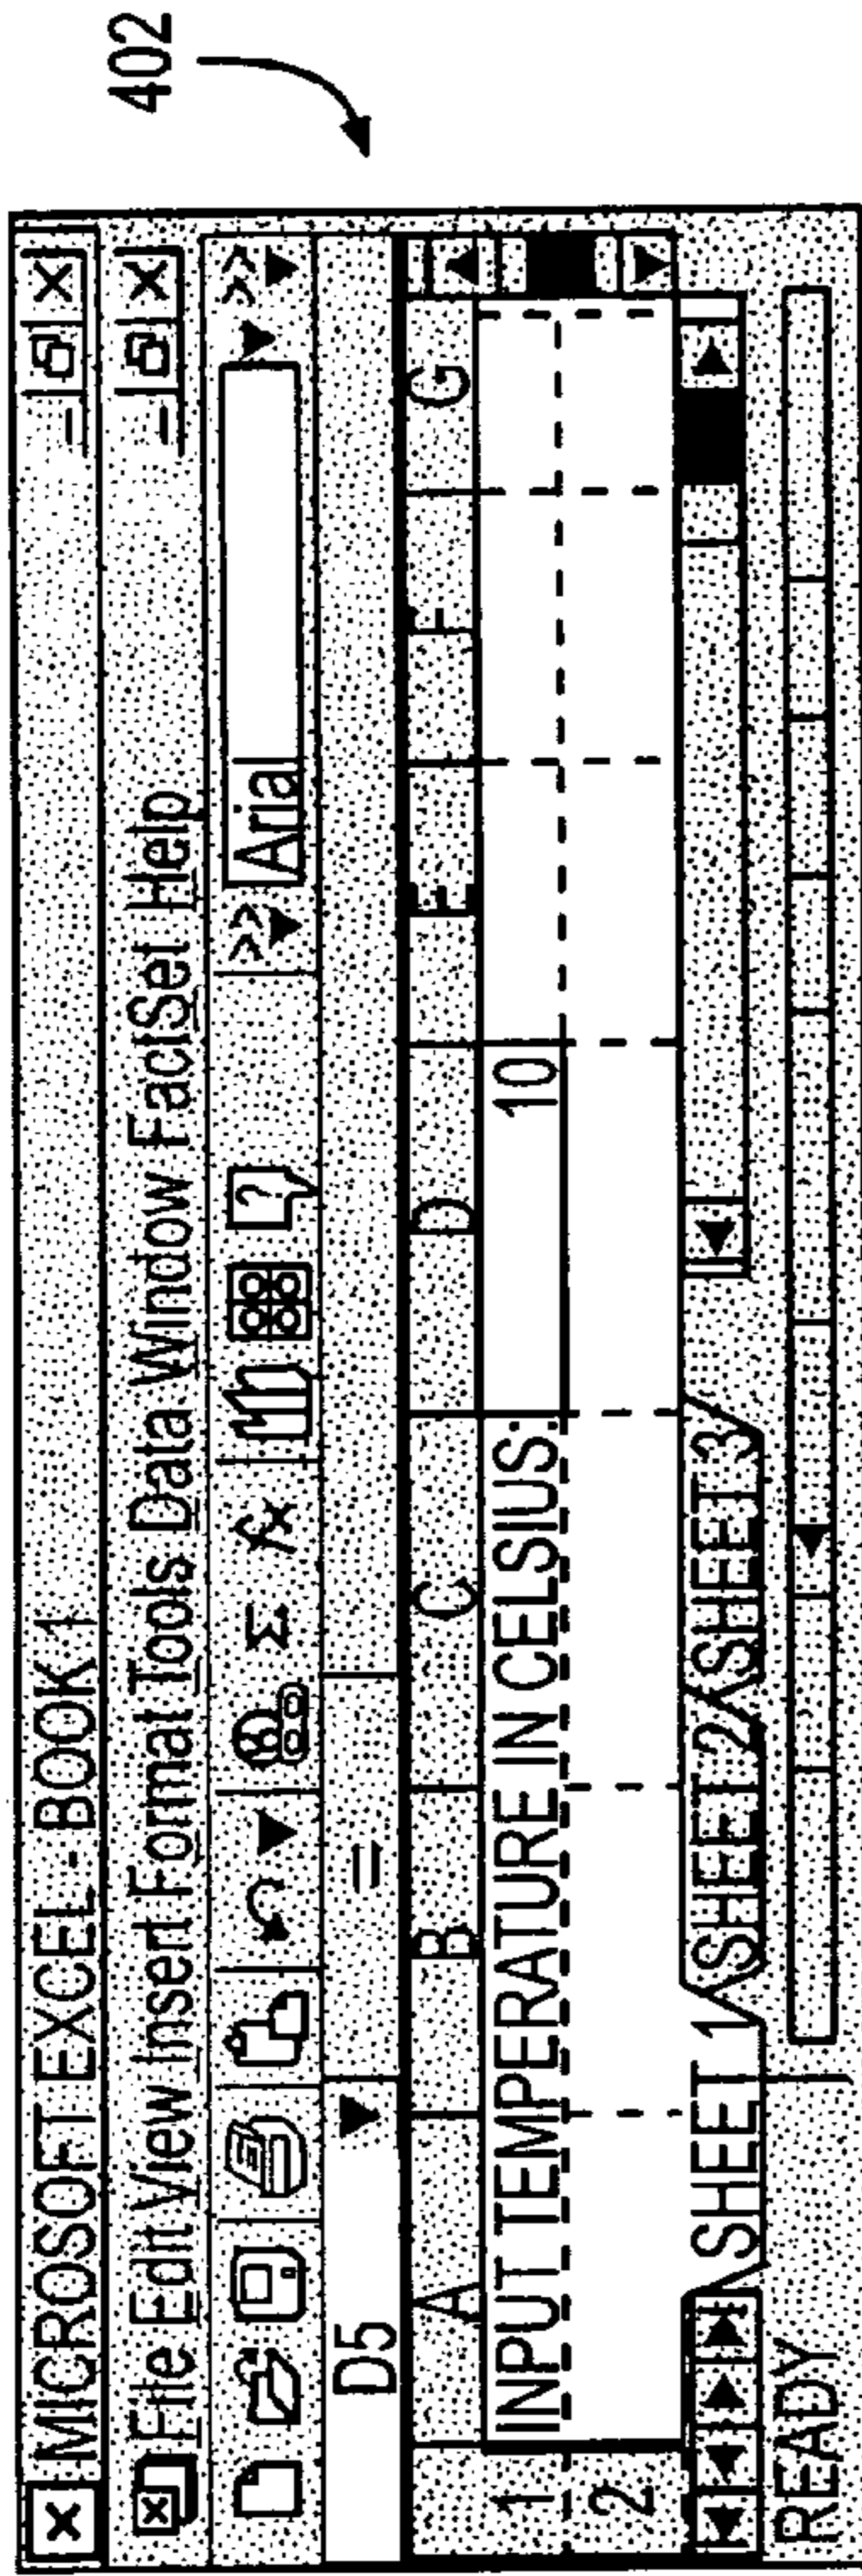 402
MICROSOFT EXCEL - BOOK 1
File Edit View Insert Format Tools Data Window FactSet Help
Σ fx ? Arial
D5 =
A B C D E F G
1 INPUT TEMPERATURE IN CELSIUS: 10
2
SHEET 1 SHEET 2 SHEET 3
READY